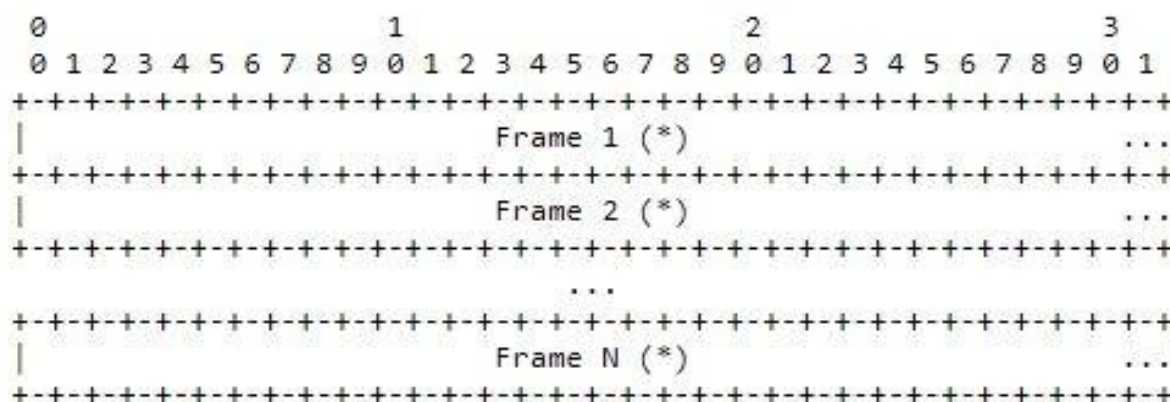 0                   1                   2                   3
 0 1 2 3 4 5 6 7 8 9 0 1 2 3 4 5 6 7 8 9 0 1 2 3 4 5 6 7 8 9 0 1
+-+-+-+-+-+-+-+-+-+-+-+-+-+-+-+-+-+-+-+-+-+-+-+-+-+-+-+-+-+-+-+-+
|                          Frame 1 (*)                        ...
+-+-+-+-+-+-+-+-+-+-+-+-+-+-+-+-+-+-+-+-+-+-+-+-+-+-+-+-+-+-+-+-+
|                          Frame 2 (*)                        ...
+-+-+-+-+-+-+-+-+-+-+-+-+-+-+-+-+-+-+-+-+-+-+-+-+-+-+-+-+-+-+-+-+
                               ...
+-+-+-+-+-+-+-+-+-+-+-+-+-+-+-+-+-+-+-+-+-+-+-+-+-+-+-+-+-+-+-+-+
|                          Frame N (*)                        ...
+-+-+-+-+-+-+-+-+-+-+-+-+-+-+-+-+-+-+-+-+-+-+-+-+-+-+-+-+-+-+-+-+